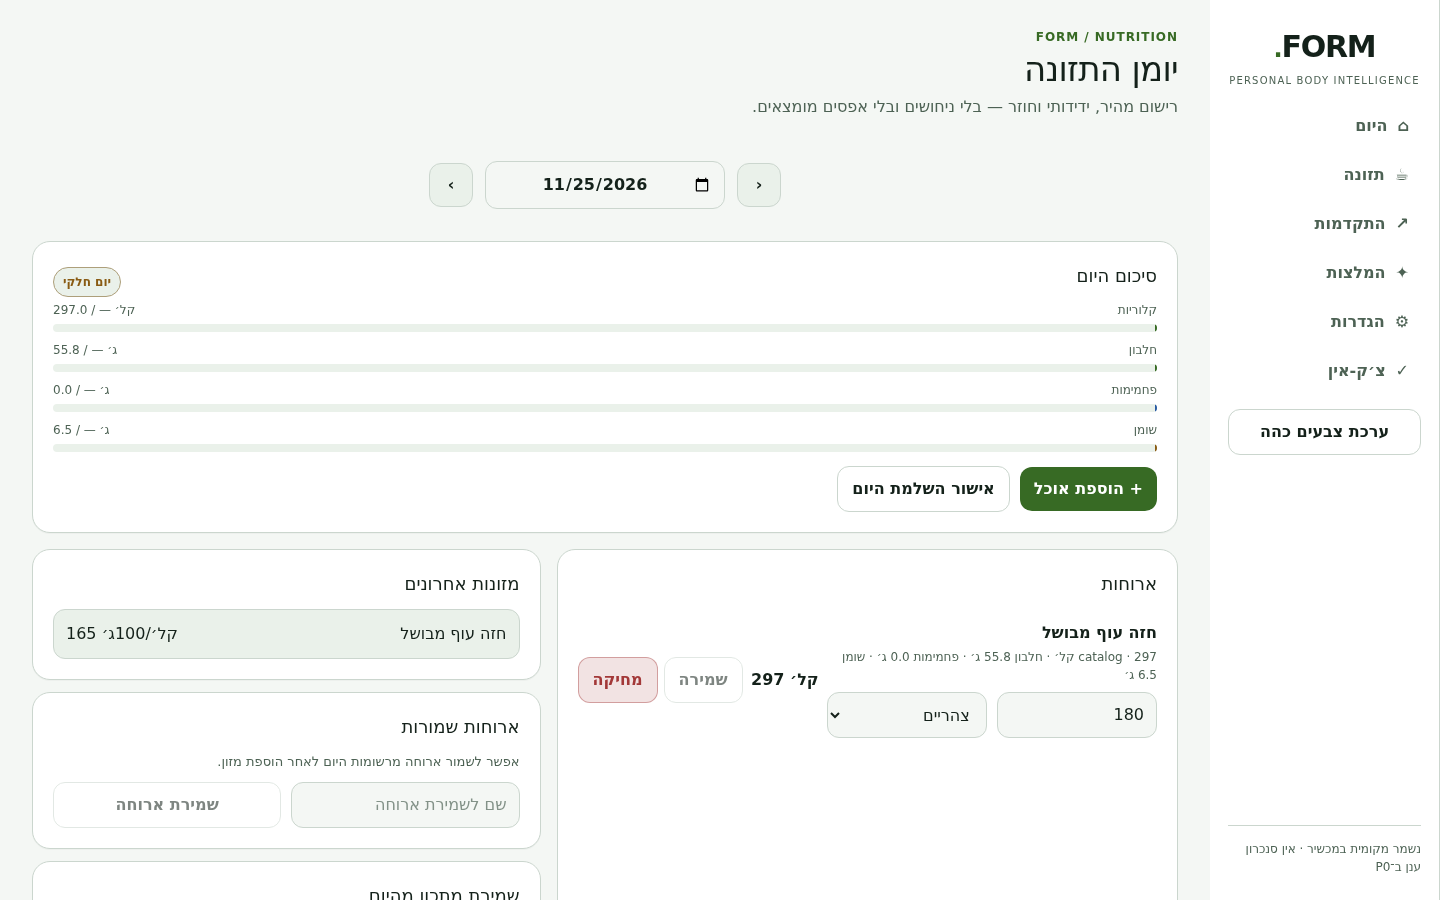 FORM.
PERSONAL BODY INTELLIGENCE
⌂ היום
☕ תזונה
↗ התקדמות
✦ המלצות
⚙ הגדרות
✓ צ׳ק-אין
ערכת צבעים כהה
נשמר מקומית במכשיר · אין סנכרון
ענן ב־P0
FORM / NUTRITION
יומן התזונה
רישום מהיר, ידידותי וחוזר — בלי ניחושים ובלי אפסים מומצאים.
›
11/25/2026
‹
סיכום היום
יום חלקי
קלוריות
297.0 / — קל׳
חלבון
55.8 / — ג׳
פחמימות
0.0 / — ג׳
שומן
6.5 / — ג׳
+ הוספת אוכל
אישור השלמת היום
ארוחות
חזה עוף מבושל
catalog · 297 קל׳ · חלבון 55.8 ג׳ · פחמימות 0.0 ג׳ · שומן
6.5 ג׳
180
צהריים
297 קל׳
שמירה
מחיקה
מזונות אחרונים
חזה עוף מבושל
165 קל׳/100ג׳
ארוחות שמורות
אפשר לשמור ארוחה מרשומות היום לאחר הוספת מזון.
שם לשמירת ארוחה
שמירת ארוחה
שמירת מתכון מהיום